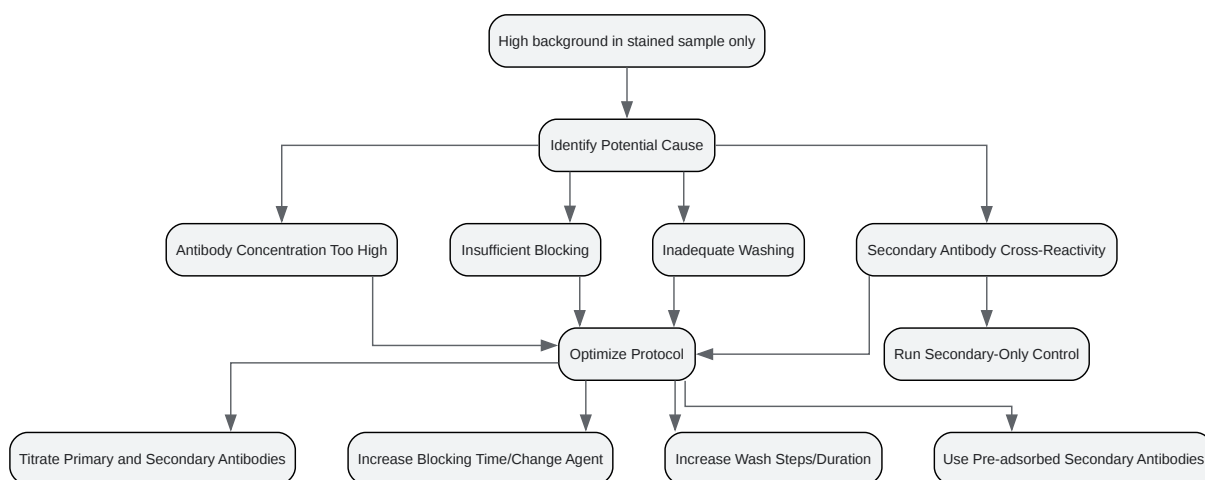 High background in stained sample only
Identify Potential Cause
Antibody Concentration Too High
Insufficient Blocking
Inadequate Washing
Secondary Antibody Cross-Reactivity
Optimize Protocol
Run Secondary-Only Control
Titrate Primary and Secondary Antibodies
Increase Blocking Time/Change Agent
Increase Wash Steps/Duration
Use Pre-adsorbed Secondary Antibodies